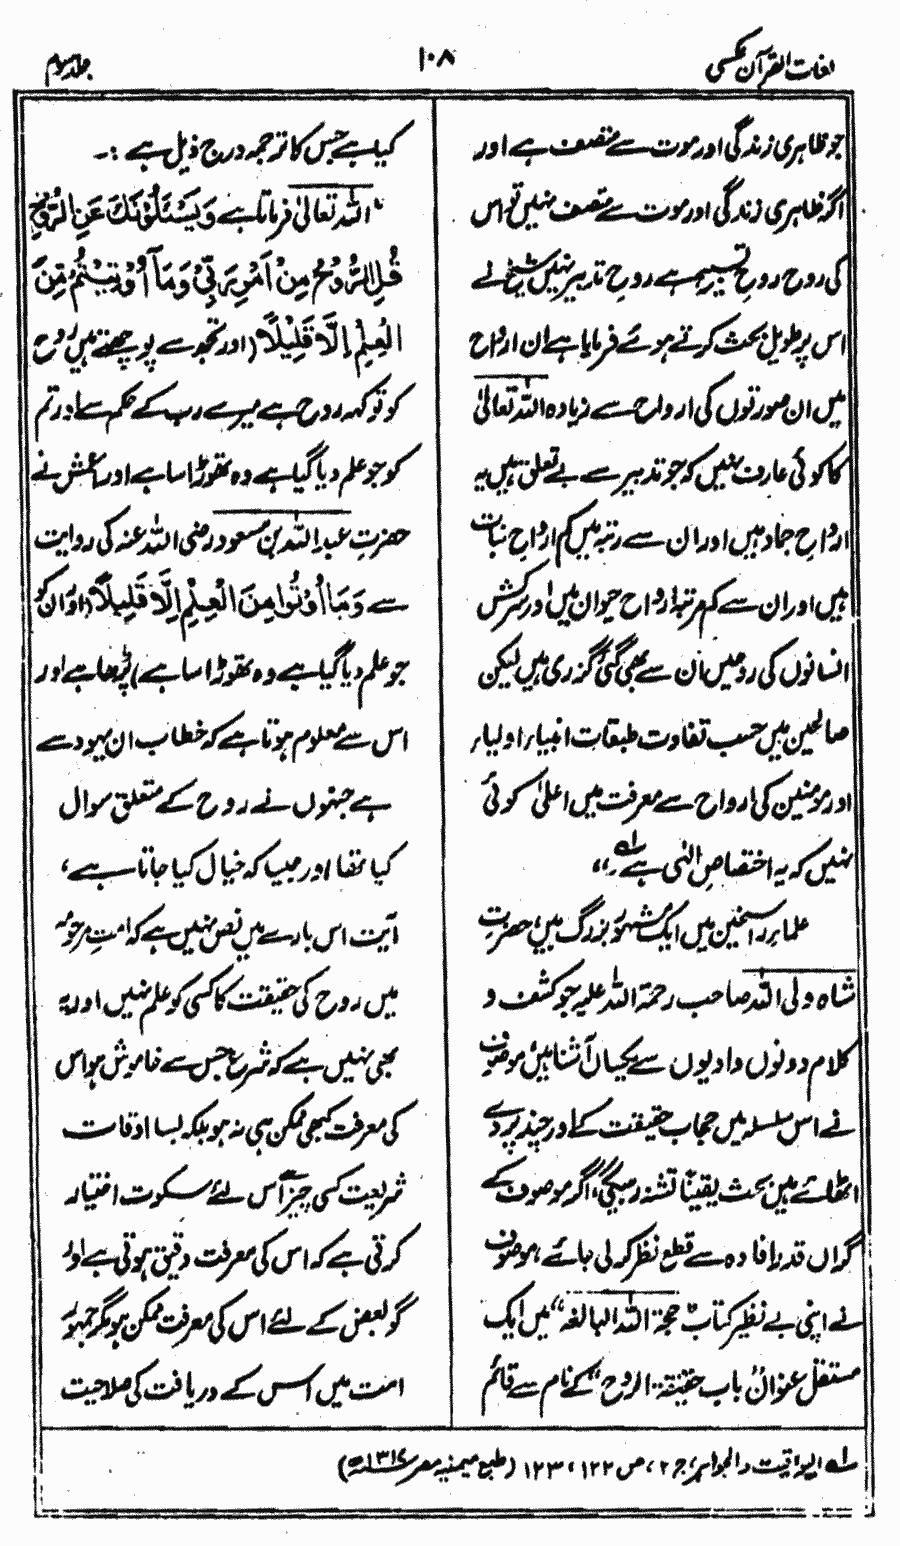 لغات القرآن عکسی
۱۰۸
جلد سوم
جو ظاہری زندگی اور موت سے متصف ہے اور
اگر ظاہری زندگی اور موت سے متصف نہیں تو اس
کی روح روحِ تسییر ہے روحِ تدبیر نہیں شیخ نے
اس پر طویل بحث کرتے ہوئے فرمایا ہے ان ارواح
میں ان صورتوں کی ارواح سے زیادہ اللہ تعالیٰ
کا کوئی عارف نہیں کہ جو تدبیر سے بے تعلق ہیں یہ
ارواحِ جماد ہیں اور ان سے رتبہ میں کم ارواحِ نبات
ہیں اور ان سے کم مرتبہ ارواحِ حیوان ہیں اور سرکش
انسانوں کی روحیں ان سے بھی گئی گزری ہیں لیکن
صالحین میں حسب تفاوت طبقات انبیاء اولیاء
اور مومنین کی ارواح سے معرفت میں اعلیٰ کوئی
نہیں کہ یہ اختصاصِ الٰہی ہے ؎۱۔"
علماء راسخین میں ایک مشہور بزرگ ہیں، حضرت
شاہ ولی اللہ صاحب رحمۃ اللہ علیہ جو کشف و
کلام دونوں وادیوں سے یکساں آشنا ہیں موصوف
نے اس سلسلہ میں حجاب حقیقت کے اور چند پردے
اٹھائے ہیں بحث یقیناً تشنہ رہیگی، اگر موصوف کے
گراں قدر افادہ سے قطع نظر کر لی جائے، موصوف
نے اپنی بے نظیر کتاب "حجۃ اللہ البالغہ" میں ایک
مستقل عنوان باب حقیقۃ الروح" کے نام سے قائم
کیا ہے جس کا ترجمہ درج ذیل ہے :۔
"اللہ تعالیٰ فرماتا ہے وَيَسْئَلُوْنَكَ عَنِ الرُّوْحِ
قُلِ الرُّوْحُ مِنْ اَمْرِ رَبِّیْ وَمَا اُوْتِيْتُمْ مِّنَ
الْعِلْمِ اِلَّا قَلِيْلًا (اور تجھ سے پوچھتے ہیں روح
کو تو کہہ روح ہے میرے رب کے حکم سے اور تم
کو جو علم دیا گیا ہے وہ تھوڑا سا ہے اور اعمش نے
حضرتِ عبد اللہ بن مسعود رضی اللہ عنہ کی روایت
سے وَمَا اُوْتُوْا مِنَ الْعِلْمِ اِلَّا قَلِيْلًا (اور ان کو
جو علم دیا گیا ہے وہ تھوڑا سا ہے) پڑھا ہے اور
اس سے معلوم ہوتا ہے کہ خطاب ان یہود سے
ہے جنہوں نے روح کے متعلق سوال
کیا تھا اور جیسا کہ خیال کیا جاتا ہے،
آیت اس بارے میں نص نہیں ہے کہ امتِ مرحومہ
میں روح کی حقیقت کا کسی کو علم نہیں اور یہ
بھی نہیں ہے کہ شرع جس سے خاموش ہو اس
کی معرفت کبھی ممکن ہی نہ ہو بلکہ بسا اوقات
شریعت کسی چیز سے اس لئے سکوت اختیار
کرتی ہے کہ اس کی معرفت دقیق ہوتی ہے اور
گو بعض کے لئے اس کی معرفت ممکن ہو مگر جمہور
امت میں اس کے دریافت کی صلاحیت
؎۱ الیواقیت والجواہر، ج ۲، ص ۱۲۲، ۱۲۳ (طبع میمنیہ مصر ۱۳۱۷ھ)